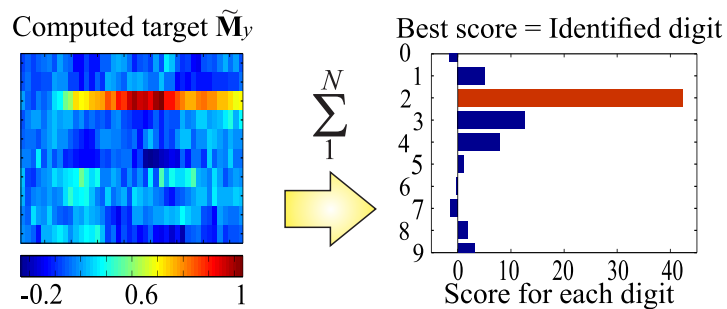 Computed target M̃y
-0.2 0.6 1
N
∑
1
Best score = Identified digit
0
1
2
3
4
5
6
7
8
9
0 10 20 30 40
Score for each digit